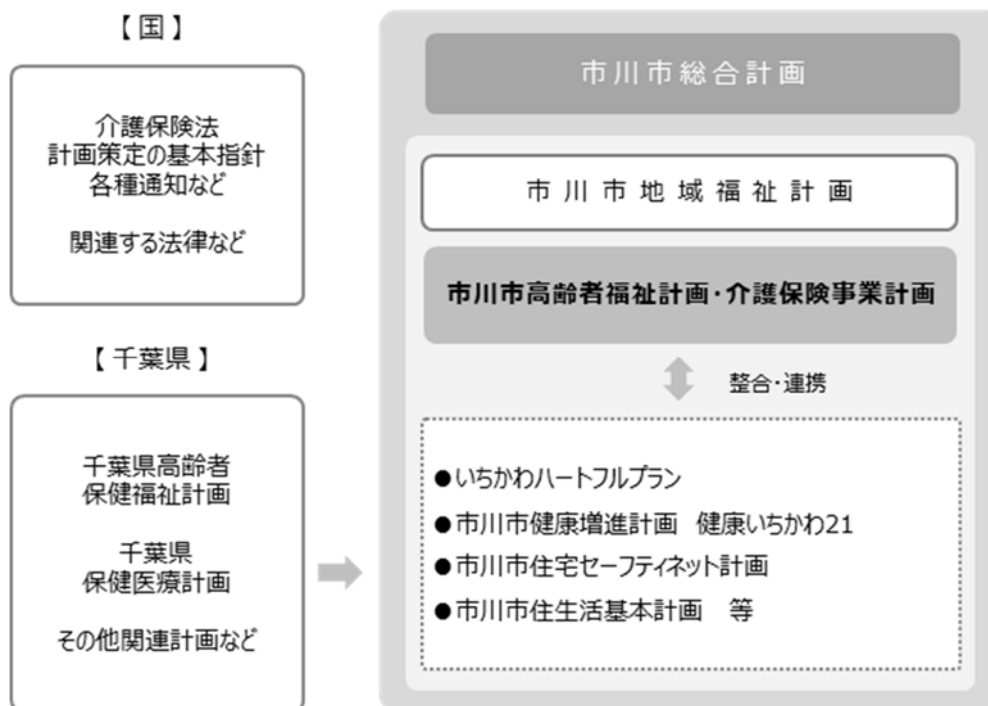 【国】
介護保険法
計画策定の基本指針
各種通知など
関連する法律など
【千葉県】
千葉県高齢者
保健福祉計画
千葉県
保健医療計画
その他関連計画など
市川市総合計画
市川市地域福祉計画
市川市高齢者福祉計画・介護保険事業計画
整合・連携
●いちかわハートフルプラン
●市川市健康増進計画　健康いちかわ21
●市川市住宅セーフティネット計画
●市川市住生活基本計画　等